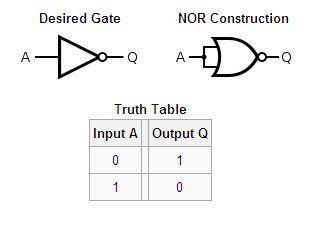 Desired Gate NOR Construction
A Q A Q
Truth Table
Input A Output Q
0 1
1 0